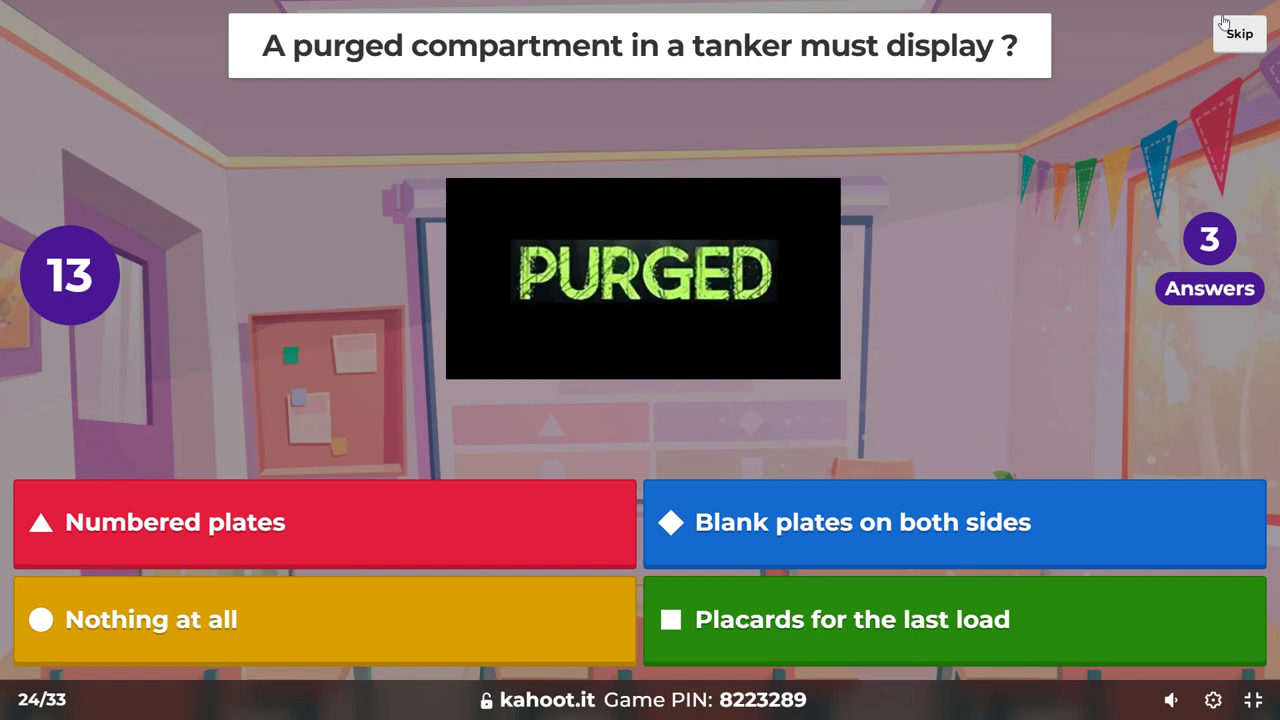 A purged compartment in a tanker must display ?
Skip
PURGED
13
3
Answers
Numbered plates
Blank plates on both sides
Nothing at all
Placards for the last load
24/33
kahoot.it Game PIN: 8223289